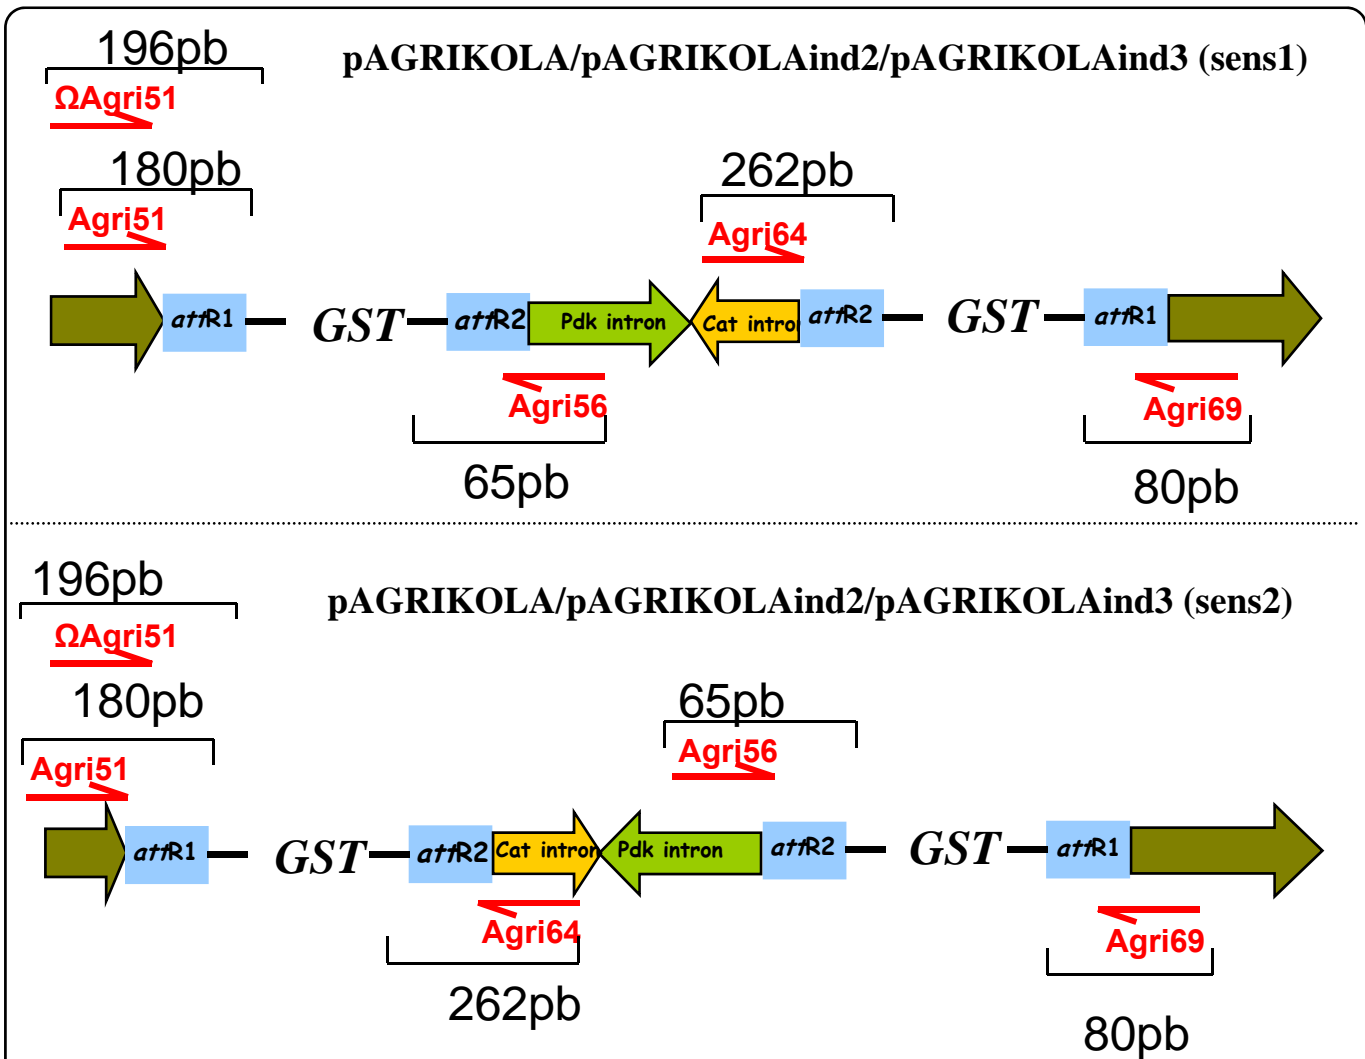 196pb
pAGRIKOLA/pAGRIKOLAind2/pAGRIKOLAind3 (sens1)
ΩAgri51
180pb
262pb
Agri51
Agri64
attR1
GST
attR2
Pdk intron
Cat intron
attR2
GST
attR1
Agri56
Agri69
65pb
80pb
196pb
pAGRIKOLA/pAGRIKOLAind2/pAGRIKOLAind3 (sens2)
ΩAgri51
180pb
65pb
Agri51
Agri56
attR1
GST
attR2
Cat intron
Pdk intron
attR2
GST
attR1
Agri64
Agri69
262pb
80pb